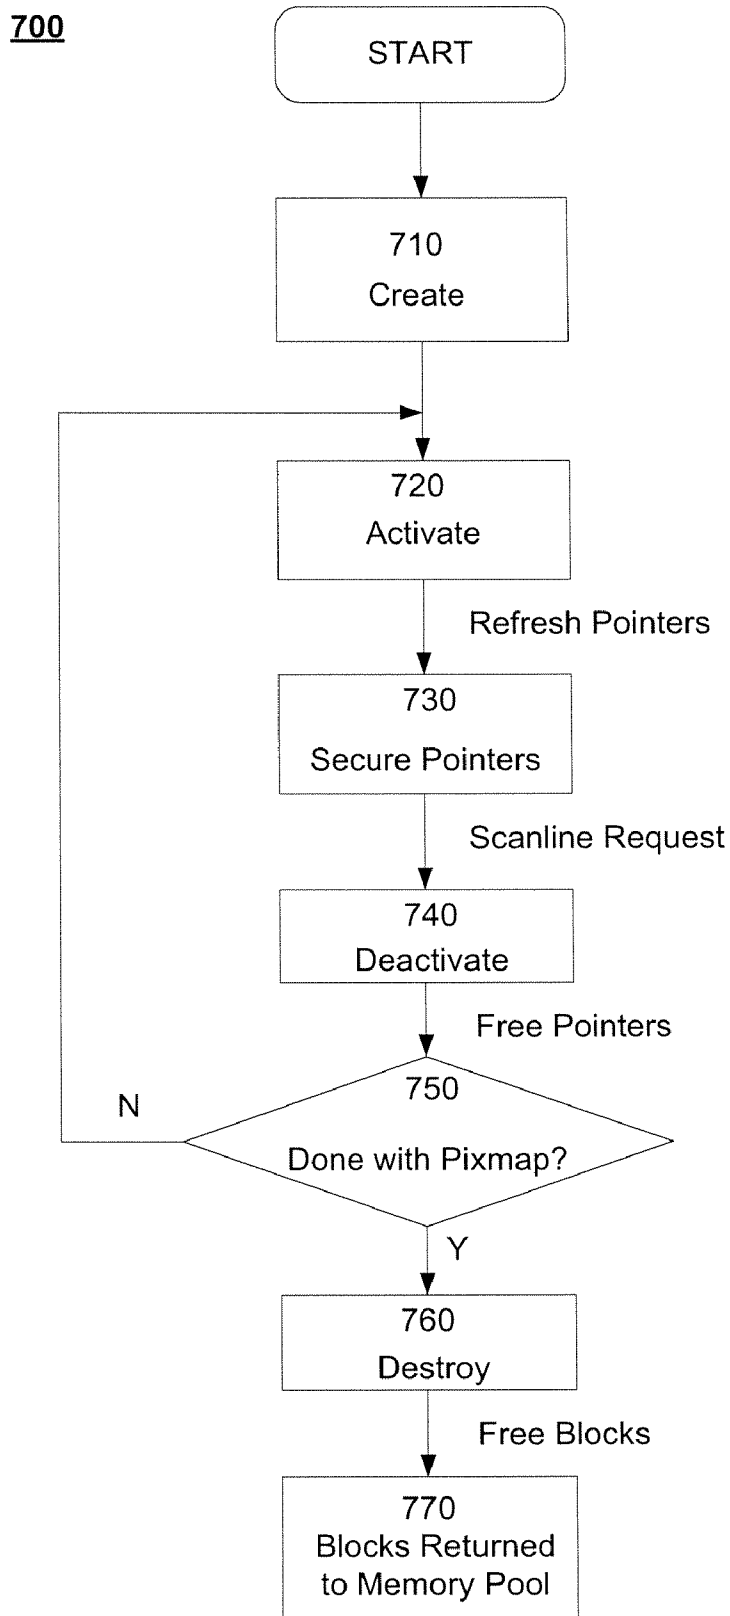 700
START
710
Create
720
Activate
Refresh Pointers
730
Secure Pointers
Scanline Request
740
Deactivate
Free Pointers
750
N
Done with Pixmap?
Y
760
Destroy
Free Blocks
770
Blocks Returned
to Memory Pool